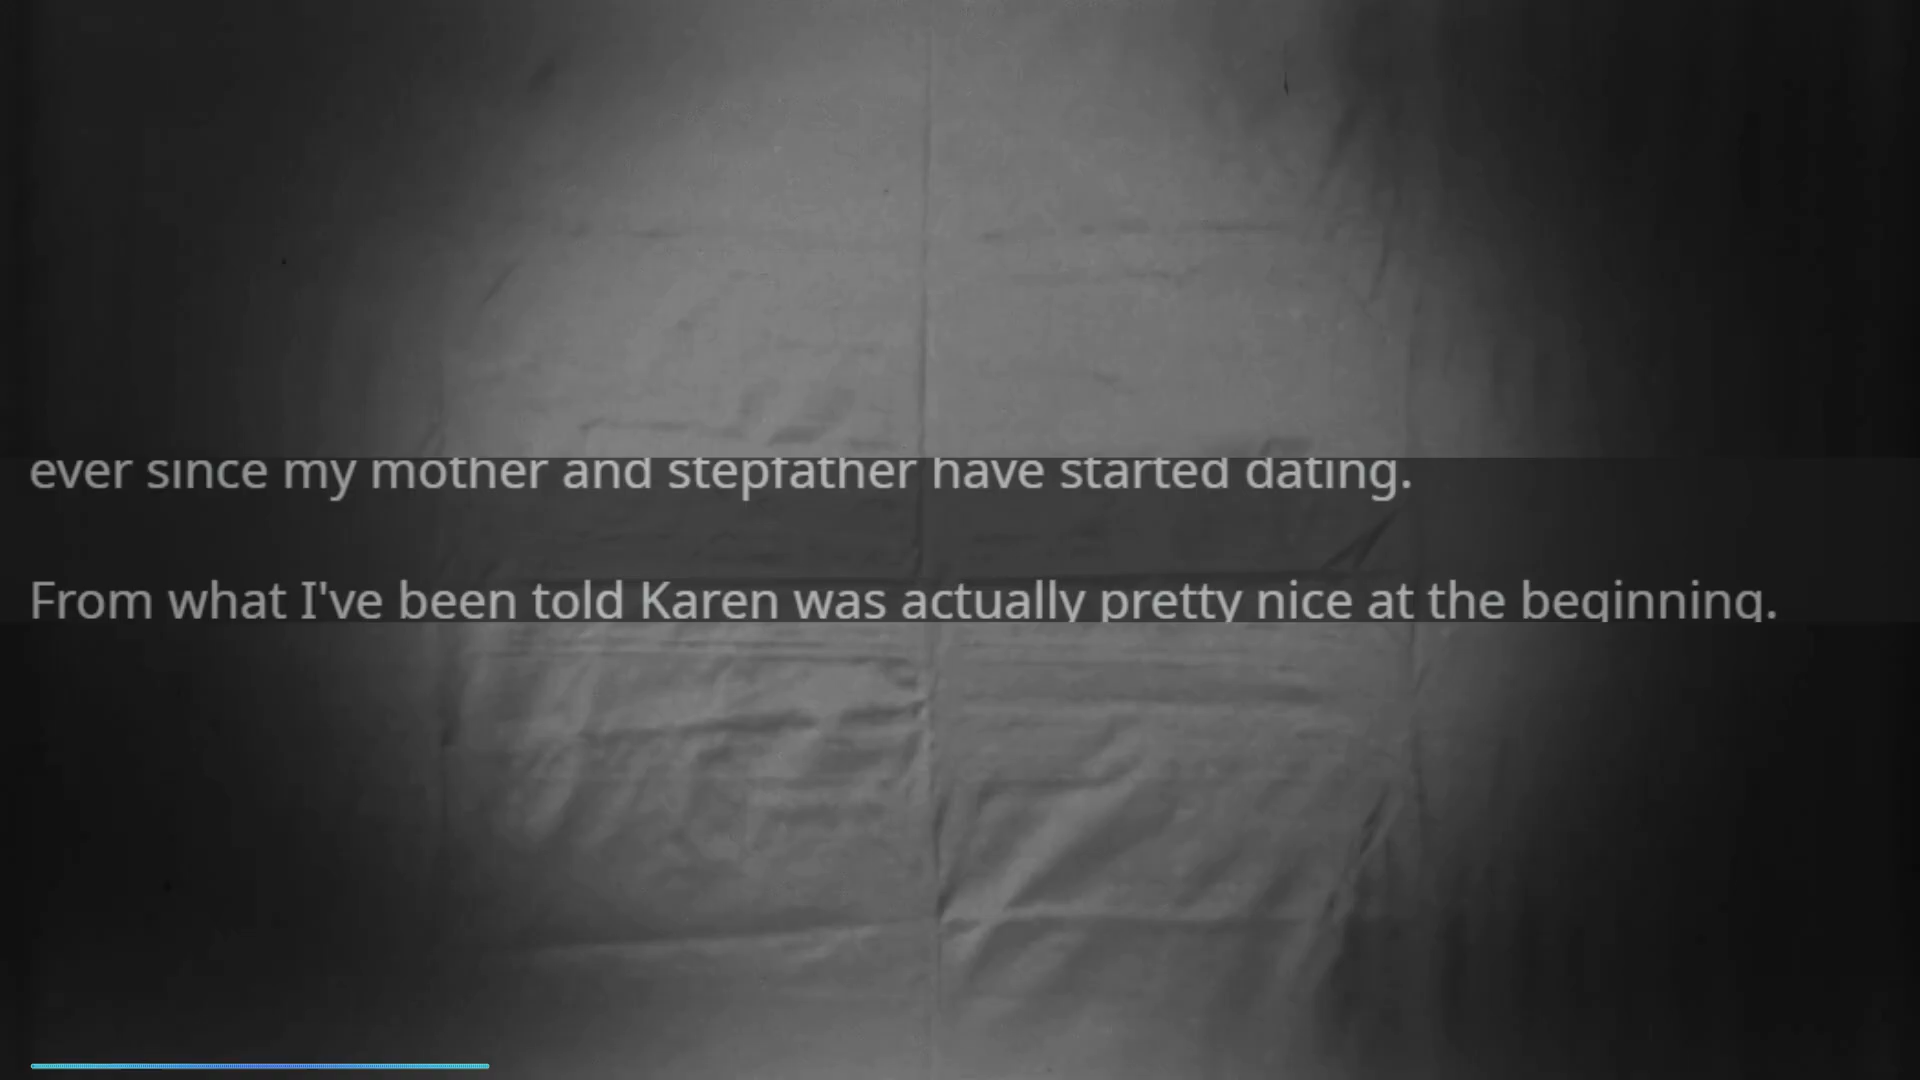 ever since my mother and stepfather have started dating.
From what I've been told Karen was actually pretty nice at the beginning.